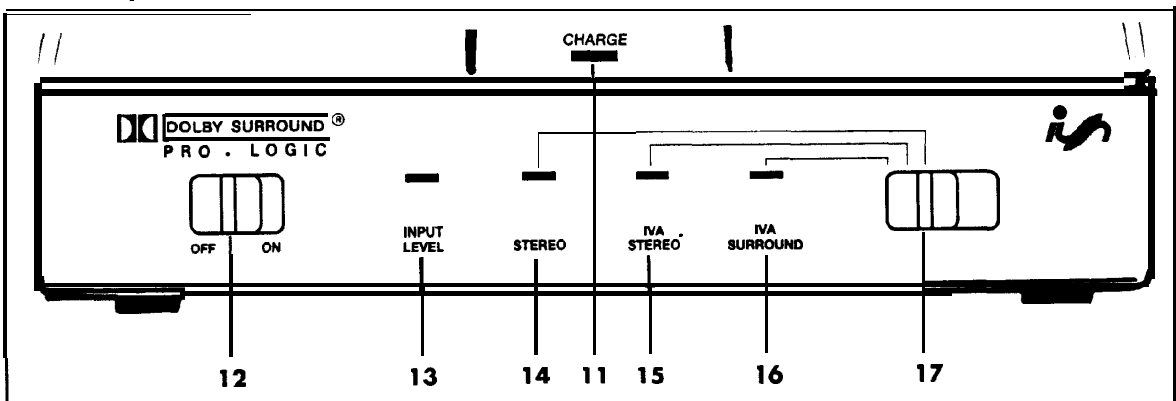 CHARGE
DOLBY SURROUND ®
PRO . LOGIC
OFF ON
INPUT
LEVEL
STEREO
IVA
STEREO
IVA
SURROUND
12 13 14 11 15 16 17